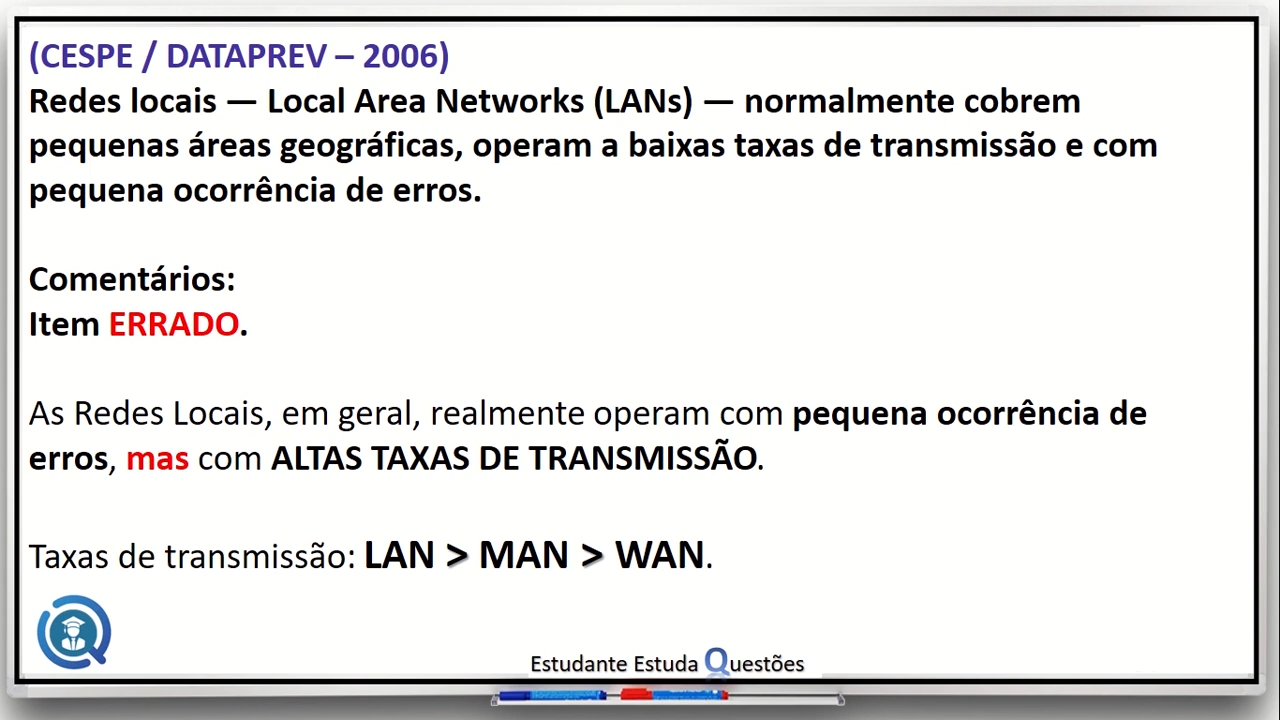 (CESPE / DATAPREV – 2006)
Redes locais — Local Area Networks (LANs) — normalmente cobrem
pequenas áreas geográficas, operam a baixas taxas de transmissão e com
pequena ocorrência de erros.
Comentários:
Item ERRADO.
As Redes Locais, em geral, realmente operam com pequena ocorrência de
erros, mas com ALTAS TAXAS DE TRANSMISSÃO.
Taxas de transmissão: LAN > MAN > WAN.
Estudante Estuda Questões